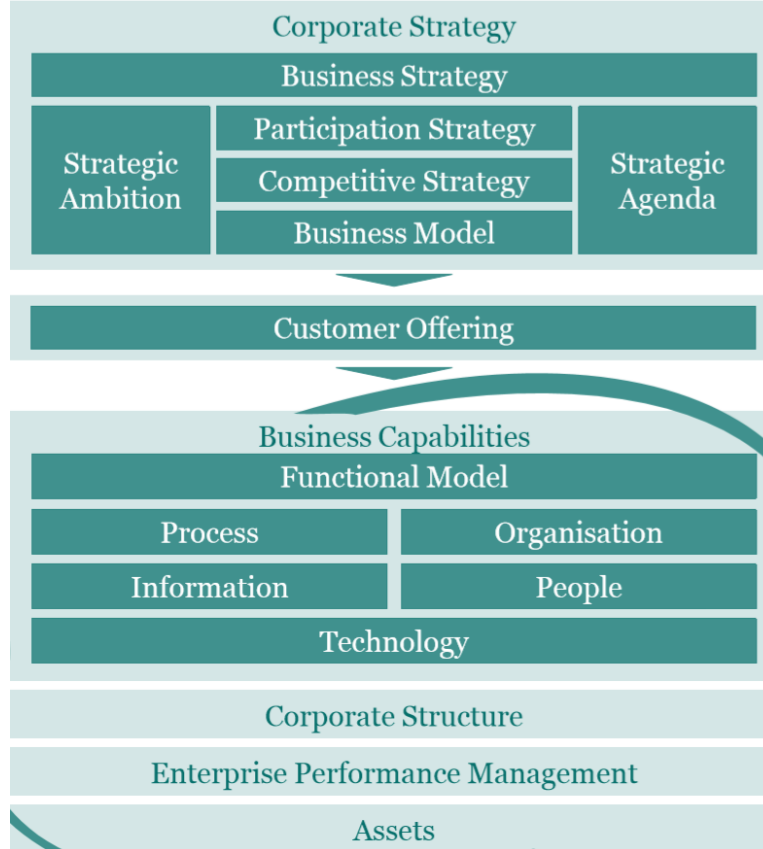 Corporate Strategy
Business Strategy
Strategic
Ambition
Participation Strategy
Competitive Strategy
Business Model
Strategic
Agenda
Customer Offering
Business Capabilities
Functional Model
Process
Organisation
Information
People
Technology
Corporate Structure
Enterprise Performance Management
Assets